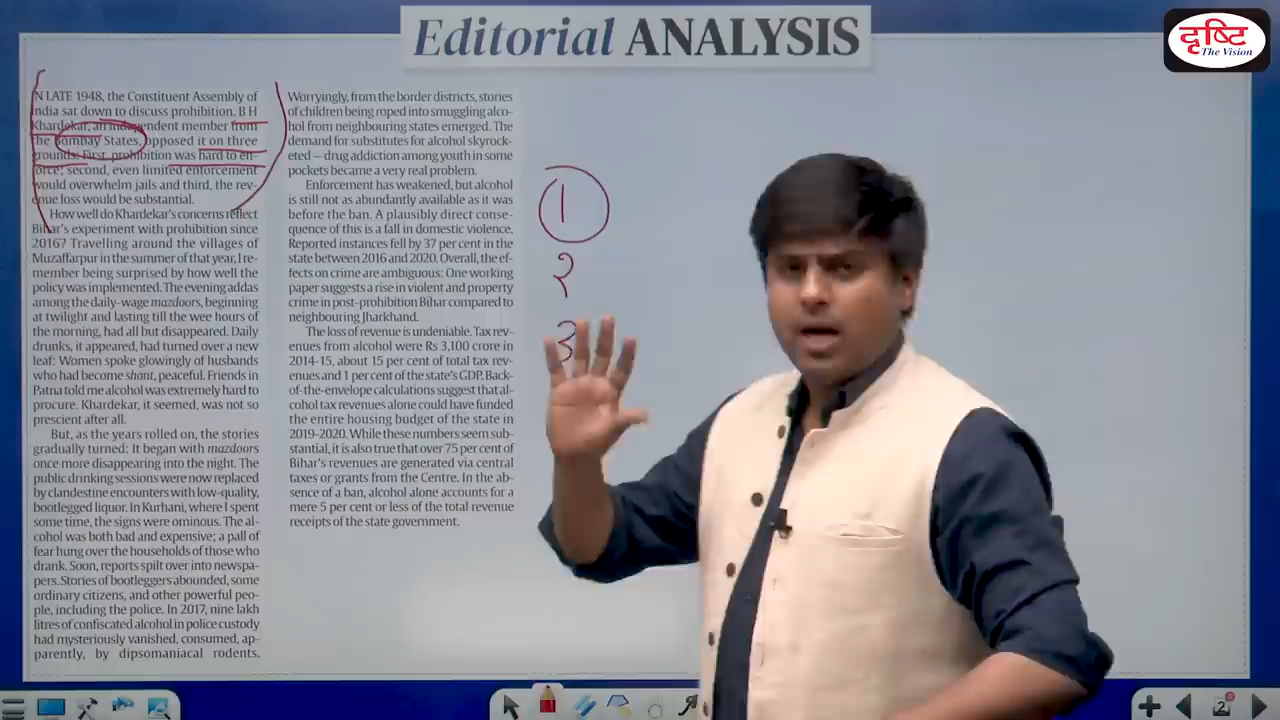 Editorial ANALYSIS
दृष्टि
The Vision
N LATE 1948, the Constituent Assembly of
India sat down to discuss prohibition. B H
Khardekar, an independent member from
the Bombay States, opposed it on three
grounds: First, prohibition was hard to en-
force; second, even limited enforcement
would overwhelm jails and third, the rev-
enue loss would be substantial.
How well do Khardekar's concerns reflect
Bihar's experiment with prohibition since
2016? Travelling around the villages of
Muzaffarpur in the summer of that year, I re-
member being surprised by how well the
policy was implemented. The evening addas
among the daily-wage mazdoors, beginning
at twilight and lasting till the wee hours of
the morning, had all but disappeared. Daily
drunks, it appeared, had turned over a new
leaf: Women spoke glowingly of husbands
who had become shant, peaceful. Friends in
Patna told me alcohol was extremely hard to
procure. Khardekar, it seemed, was not so
prescient after all.
But, as the years rolled on, the stories
gradually turned: It began with mazdoors
once more disappearing into the night. The
public drinking sessions were now replaced
by clandestine encounters with low-quality,
bootlegged liquor. In Kurhani, where I spent
some time, the signs were ominous. The al-
cohol was both bad and expensive; a pall of
fear hung over the households of those who
drank. Soon, reports spilt over into newspa-
pers. Stories of bootleggers abounded, some
ordinary citizens, and other powerful peo-
ple, including the police. In 2017, nine lakh
litres of confiscated alcohol in police custody
had mysteriously vanished, consumed, ap-
parently, by dipsomaniacal rodents.
Worryingly, from the border districts, stories
of children being roped into smuggling alco-
hol from neighbouring states emerged. The
demand for substitutes for alcohol skyrock-
eted — drug addiction among youth in some
pockets became a very real problem.
Enforcement has weakened, but alcohol
is still not as abundantly available as it was
before the ban. A plausibly direct conse-
quence of this is a fall in domestic violence.
Reported instances fell by 37 per cent in the
state between 2016 and 2020. Overall, the ef-
fects on crime are ambiguous: One working
paper suggests a rise in violent and property
crime in post-prohibition Bihar compared to
neighbouring Jharkhand.
The loss of revenue is undeniable. Tax rev-
enues from alcohol were Rs 3,100 crore in
2014-15, about 15 per cent of total tax rev-
enues and 1 per cent of the state's GDP. Back-
of-the-envelope calculations suggest that al-
cohol tax revenues alone could have funded
the entire housing budget of the state in
2019-2020. While these numbers seem sub-
stantial, it is also true that over 75 per cent of
Bihar's revenues are generated via central
taxes or grants from the Centre. In the ab-
sence of a ban, alcohol alone accounts for a
mere 5 per cent or less of the total revenue
receipts of the state government.
1
2
3
2